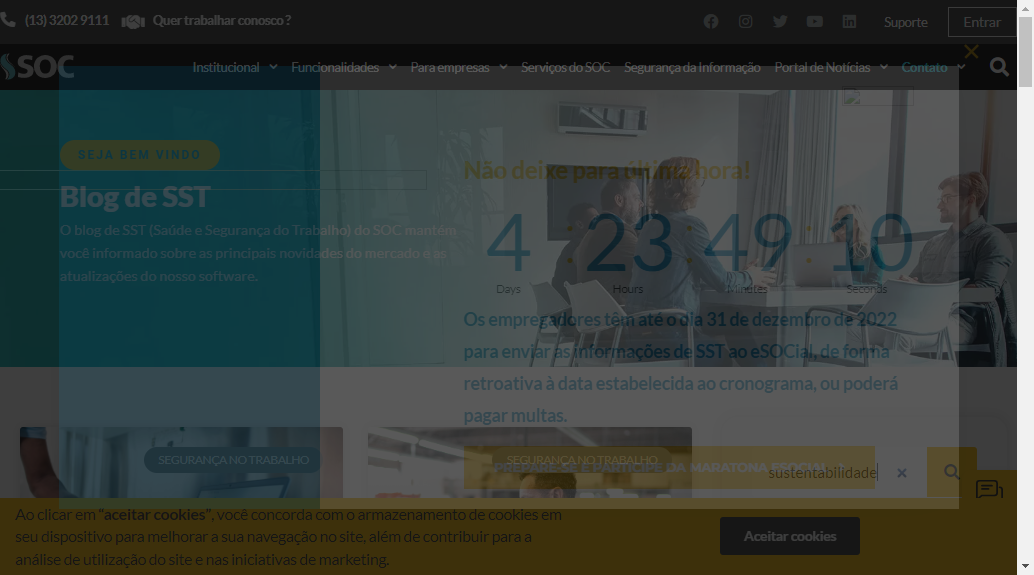 (13) 3202 9111 Quer trabalhar conosco ?
Suporte Entrar
SOC Institucional Funcionalidades Para empresas Serviços do SOC Segurança da Informação Portal de Notícias Contato
SEJA BEM VINDO
Blog de SST
O blog de SST (Saúde e Segurança do Trabalho) do SOC mantém
você informado sobre as principais novidades do mercado e as
atualizações do nosso software.
Não deixe para última hora!
4 : 23 : 49 : 10
Days Hours Minutes Seconds
Os empregadores têm até o dia 31 de dezembro de 2022
para enviar as informações de SST ao eSOCial, de forma
retroativa à data estabelecida ao cronograma, ou poderá
pagar multas.
SEGURANÇA NO TRABALHO SEGURANÇA NO TRABALHO
PREPARE-SE E PARTICIPE DA MARATONA ESOCIAL
sustentabilidade
Ao clicar em "aceitar cookies", você concorda com o armazenamento de cookies em
seu dispositivo para melhorar a sua navegação no site, além de contribuir para a
análise de utilização do site e nas iniciativas de marketing.
Aceitar cookies